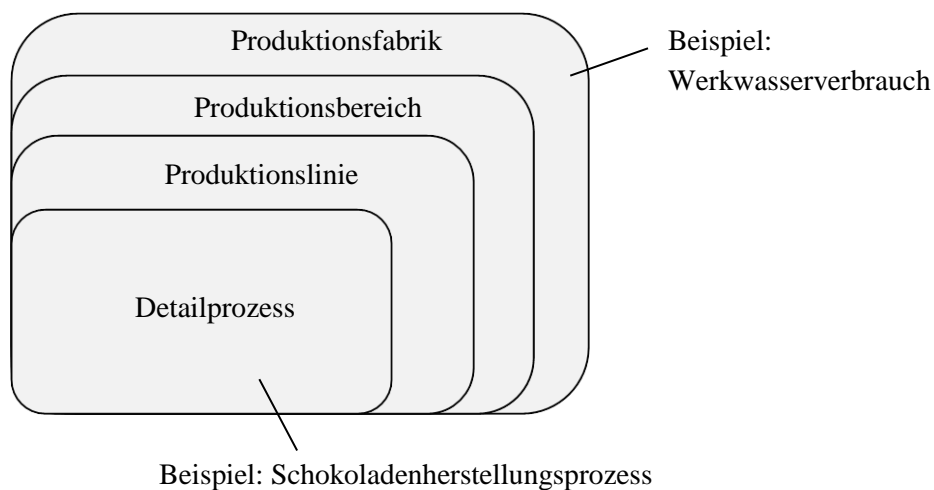 Produktionsfabrik
Beispiel:
Werkwasserverbrauch
Produktionsbereich
Produktionslinie
Detailprozess
Beispiel: Schokoladenherstellungsprozess